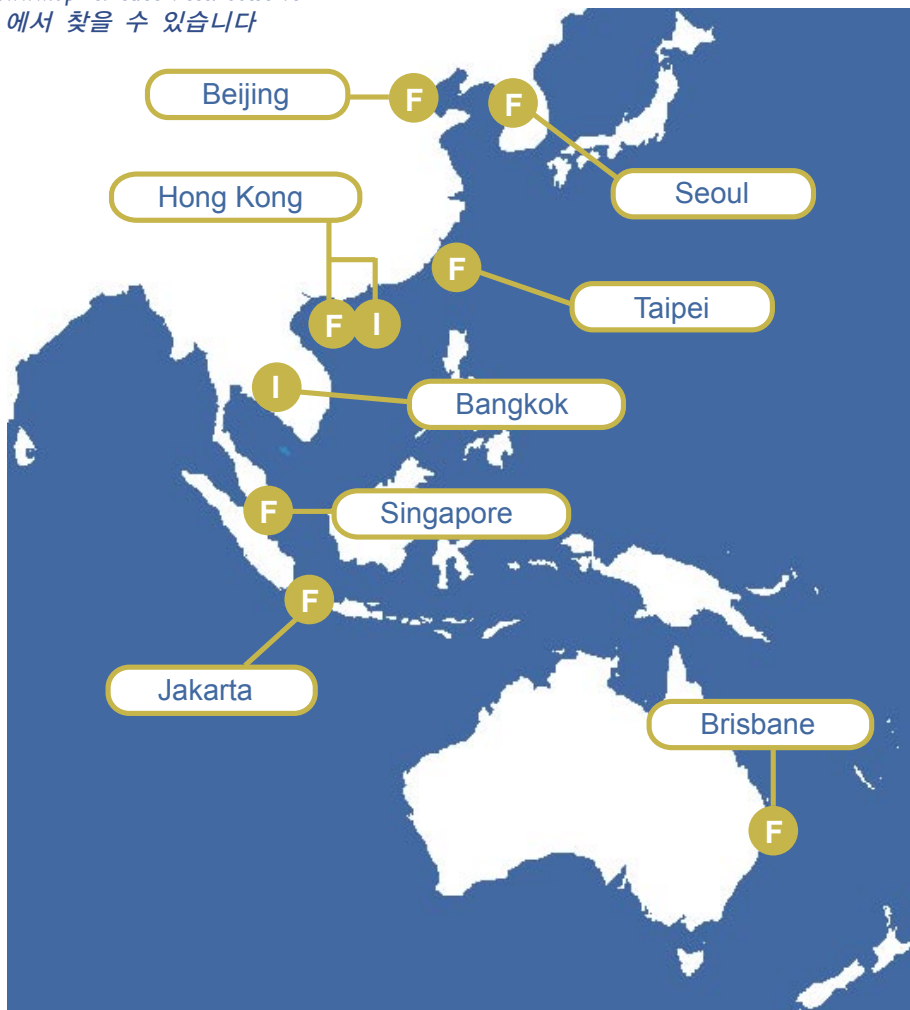 에서 찾을 수 있습니다
Beijing
F
F
Seoul
Hong Kong
F
Taipei
F
I
I
Bangkok
F
Singapore
F
Jakarta
Brisbane
F